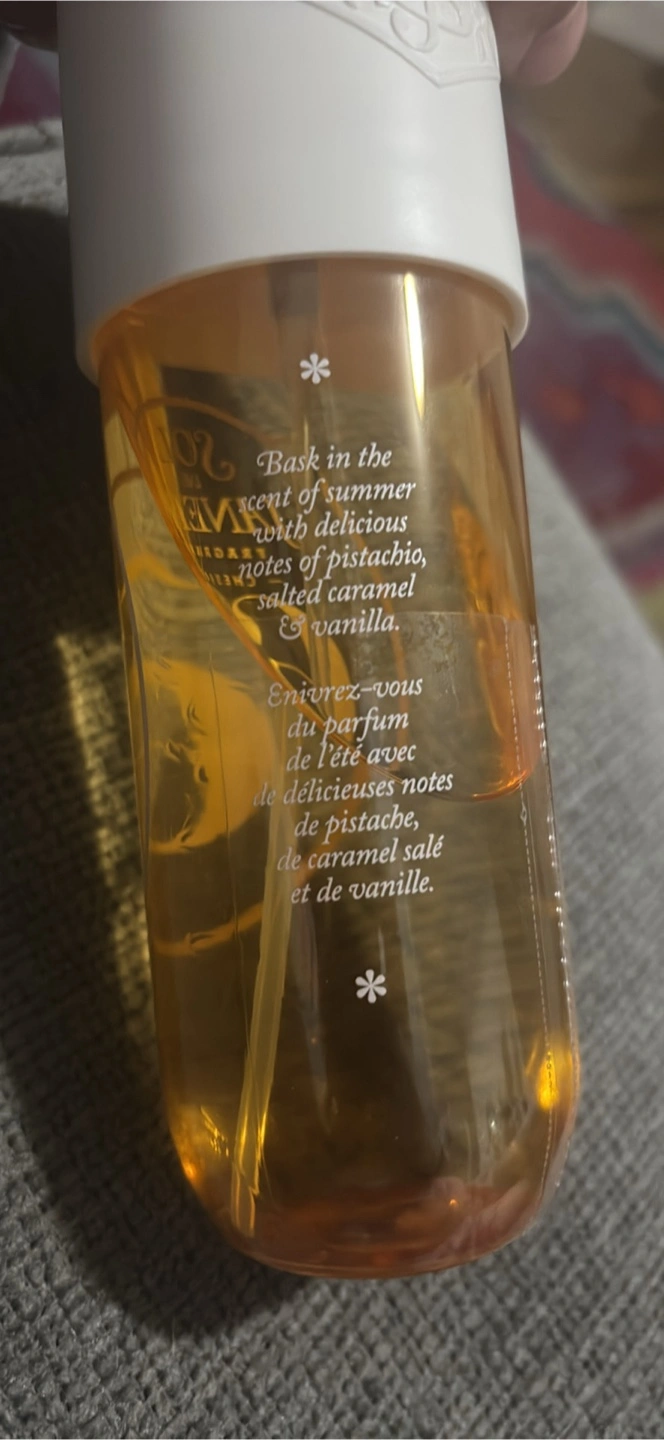 Bask in the
scent of summer
with delicious
notes of pistachio,
salted caramel
& vanilla.
Enivrez-vous
du parfum
de l'été avec
de délicieuses notes
de pistache,
de caramel salé
et de vanille.